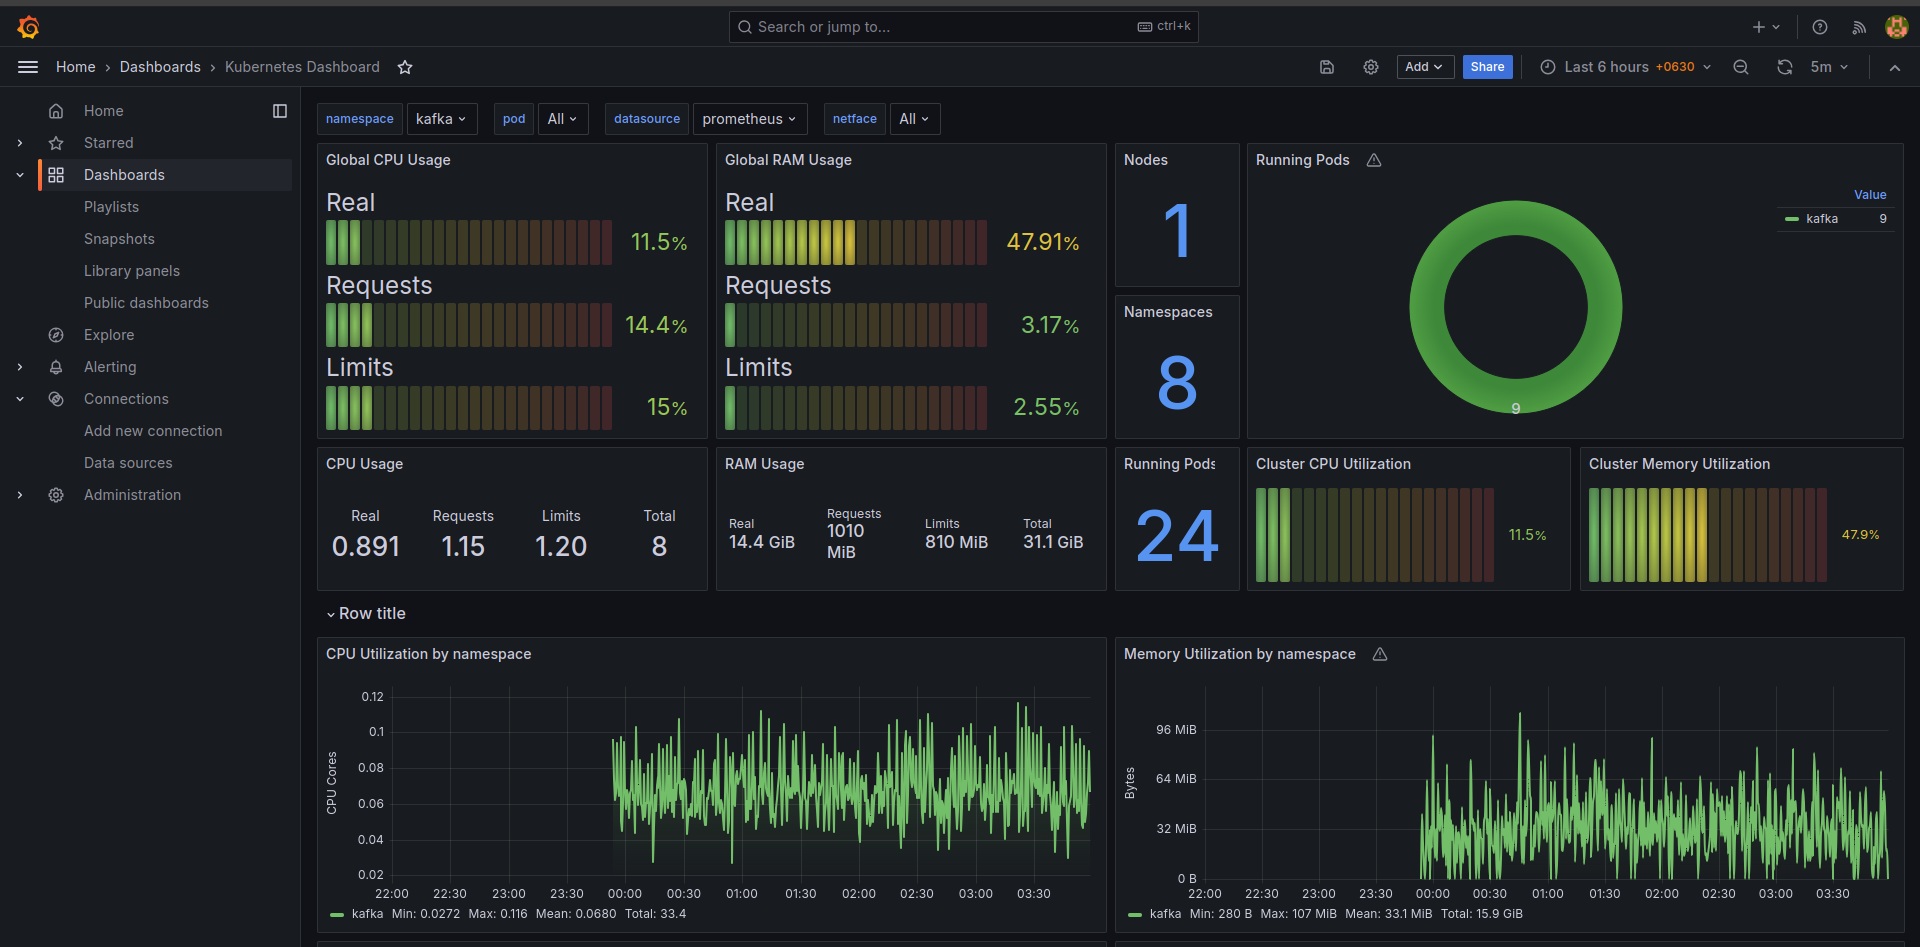 Search or jump to...
ctrl+k
Home › Dashboards › Kubernetes Dashboard
Add
Share
Last 6 hours +0630
5m
Home
Starred
Dashboards
Playlists
Snapshots
Library panels
Public dashboards
Explore
Alerting
Connections
Add new connection
Data sources
Administration
namespace kafka
pod All
datasource prometheus
netface All
Global CPU Usage
Real
11.5%
Requests
14.4%
Limits
15%
Global RAM Usage
Real
47.91%
Requests
3.17%
Limits
2.55%
Nodes
1
Namespaces
8
Running Pods
Value
kafka 9
9
CPU Usage
Real Requests Limits Total
0.891 1.15 1.20 8
RAM Usage
Real
14.4 GiB
Requests
1010
MiB
Limits
810 MiB
Total
31.1 GiB
Running Pods
24
Cluster CPU Utilization
11.5%
Cluster Memory Utilization
47.9%
Row title
CPU Utilization by namespace
CPU Cores
0.12
0.1
0.08
0.06
0.04
0.02
22:00 22:30 23:00 23:30 00:00 00:30 01:00 01:30 02:00 02:30 03:00 03:30
kafka Min: 0.0272 Max: 0.116 Mean: 0.0680 Total: 33.4
Memory Utilization by namespace
Bytes
96 MiB
64 MiB
32 MiB
0 B
22:00 22:30 23:00 23:30 00:00 00:30 01:00 01:30 02:00 02:30 03:00 03:30
kafka Min: 280 B Max: 107 MiB Mean: 33.1 MiB Total: 15.9 GiB